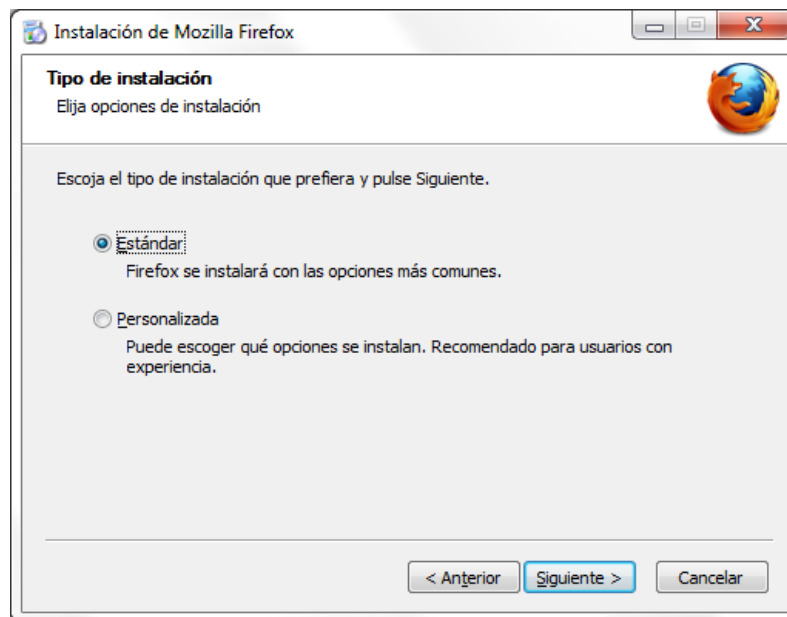 Instalación de Mozilla Firefox
Tipo de instalación
Elija opciones de instalación
Escoja el tipo de instalación que prefiera y pulse Siguiente.
Estándar
Firefox se instalará con las opciones más comunes.
Personalizada
Puede escoger qué opciones se instalan. Recomendado para usuarios con
experiencia.
< Anterior
Siguiente >
Cancelar